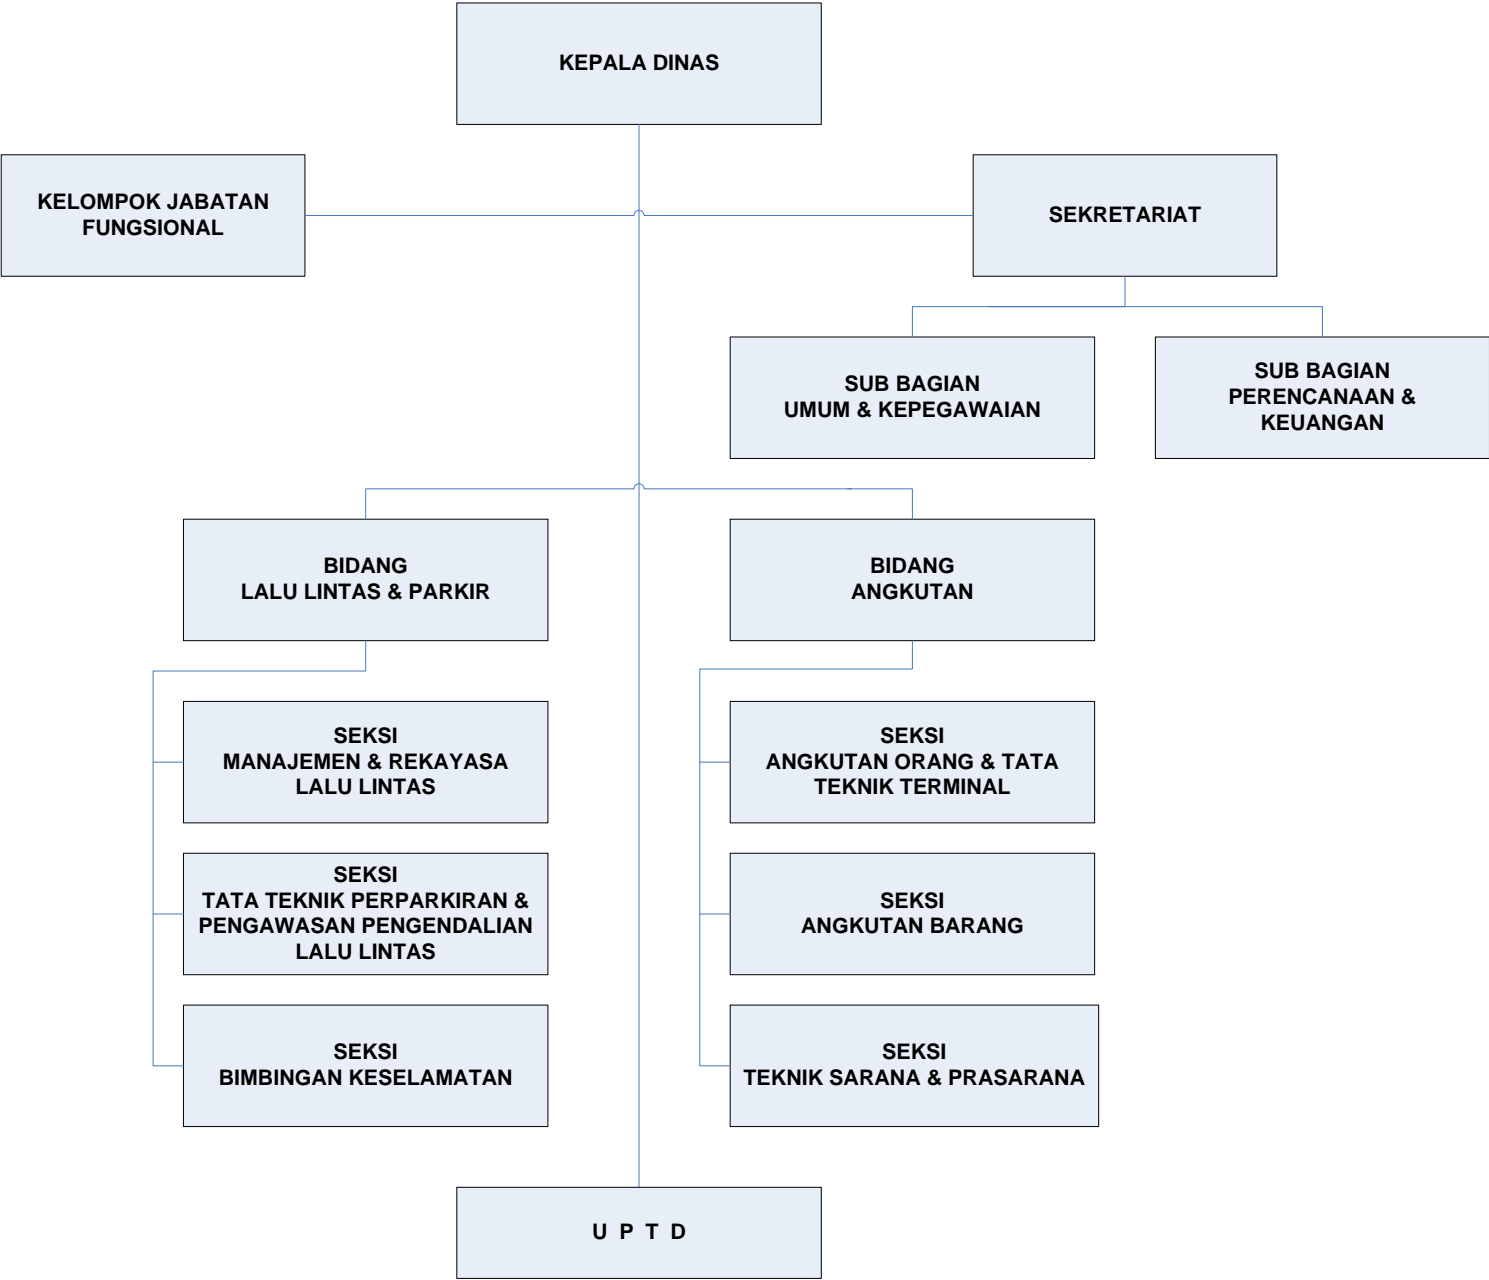 KEPALA DINAS
KELOMPOK JABATAN
FUNGSIONAL
SEKRETARIAT
SUB BAGIAN
UMUM & KEPEGAWAIAN
SUB BAGIAN
PERENCANAAN &
KEUANGAN
BIDANG
LALU LINTAS & PARKIR
BIDANG
ANGKUTAN
SEKSI
MANAJEMEN & REKAYASA
LALU LINTAS
SEKSI
ANGKUTAN ORANG & TATA
TEKNIK TERMINAL
SEKSI
TATA TEKNIK PERPARKIRAN &
PENGAWASAN PENGENDALIAN
LALU LINTAS
SEKSI
ANGKUTAN BARANG
SEKSI
BIMBINGAN KESELAMATAN
SEKSI
TEKNIK SARANA & PRASARANA
U P T D